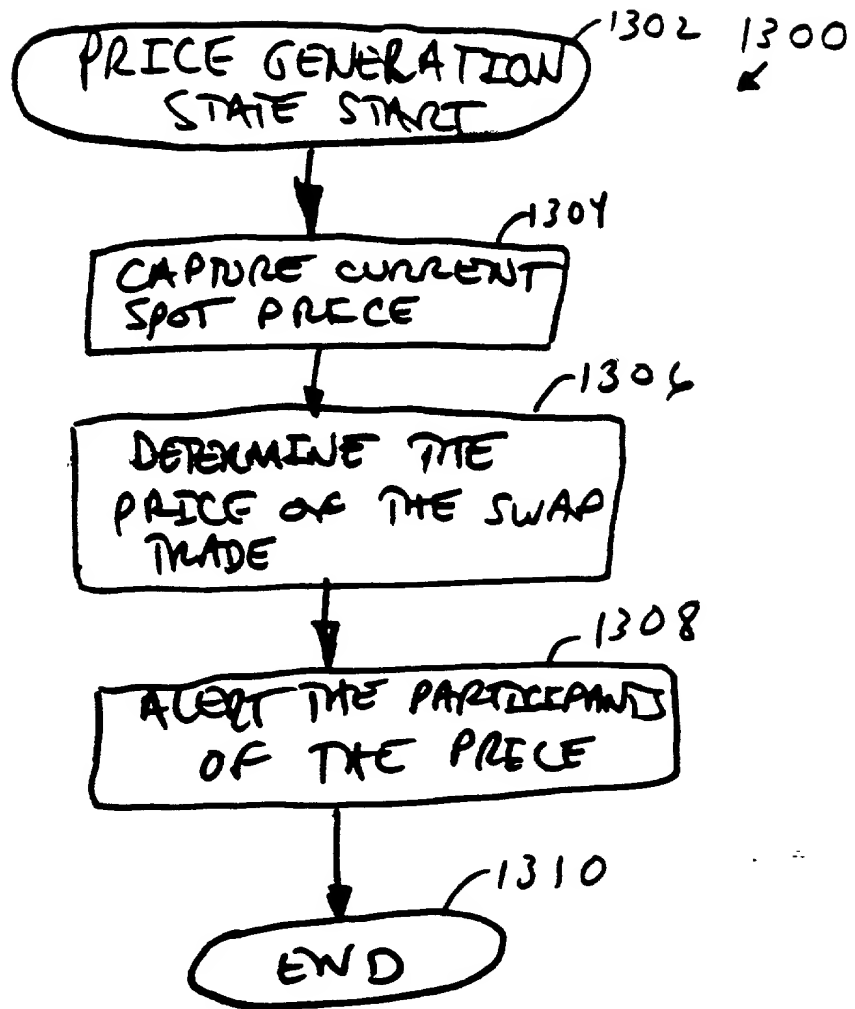 1302 1300
PRICE GENERATION
STATE START
1304
CAPTURE CURRENT
SPOT PRICE
1306
DETERMINE THE
PRICE OF THE SWAP
TRADE
1308
ALERT THE PARTICIPANTS
OF THE PRICE
1310
END